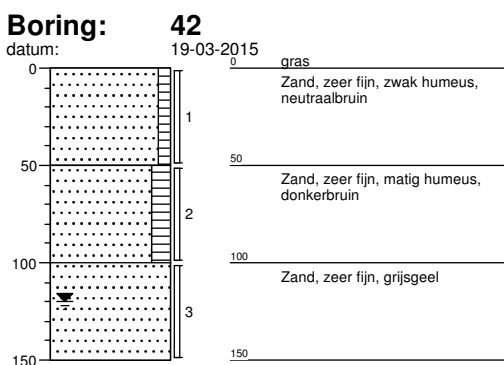 Boring: 42
datum: 19-03-2015
0
50
100
150
1
2
3
0 gras
Zand, zeer fijn, zwak humeus,
neutraalbruin
50
Zand, zeer fijn, matig humeus,
donkerbruin
100
Zand, zeer fijn, grijsgeel
150